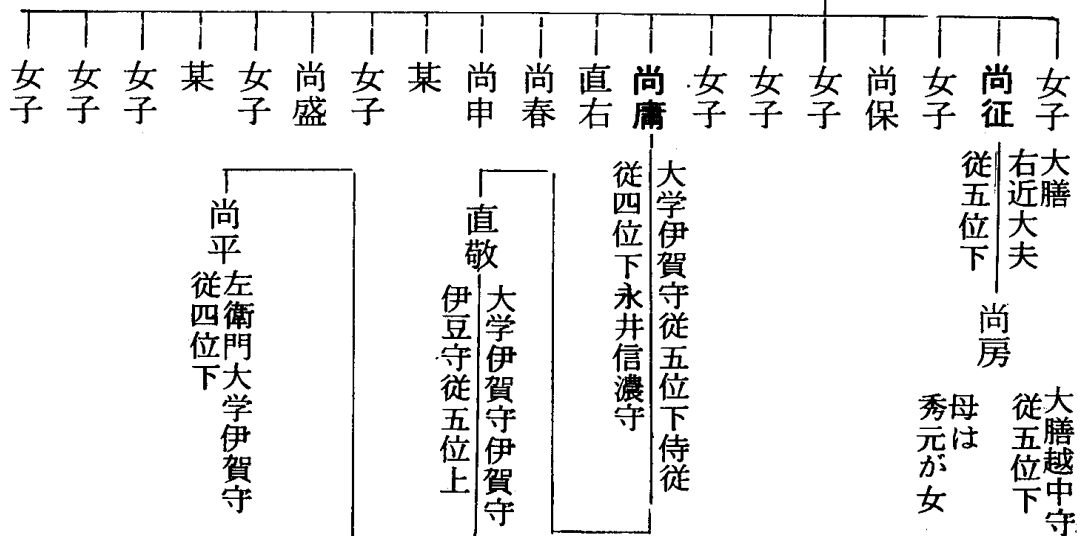 女子
尚征
大膳
右近大夫
従五位下
尚房
大膳越中守
従五位下
母は
秀元が女
女子
尚保
女子
女子
女子
尚庸
大学伊賀守従五位下侍従
従四位下永井信濃守
直右
尚春
尚申
某
女子
尚盛
女子
某
女子
女子
女子
直敬
大学伊賀守伊賀守
伊豆守従五位上
尚平
左衛門大学伊賀守
従四位下